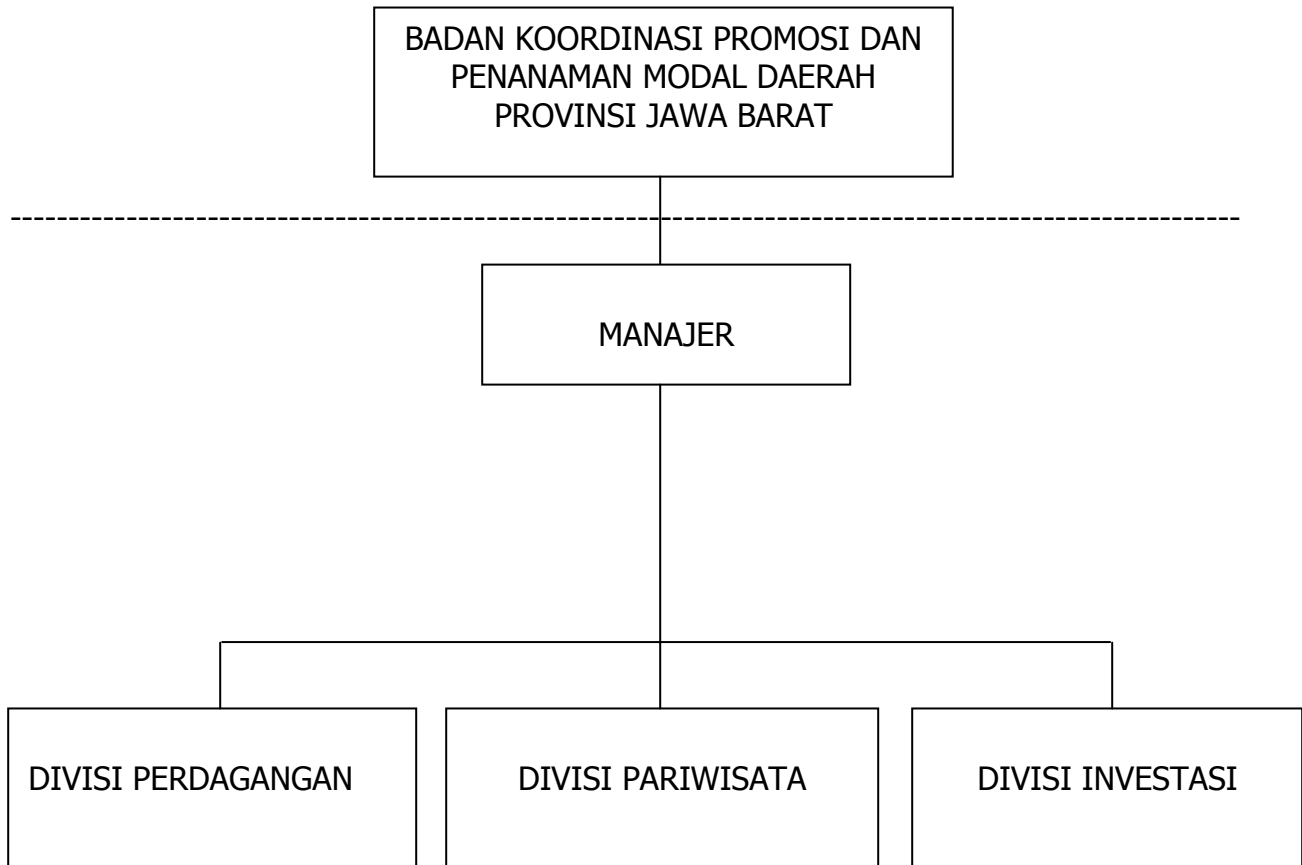 BADAN KOORDINASI PROMOSI DAN
PENANAMAN MODAL DAERAH
PROVINSI JAWA BARAT
MANAJER
DIVISI PERDAGANGAN
DIVISI PARIWISATA
DIVISI INVESTASI